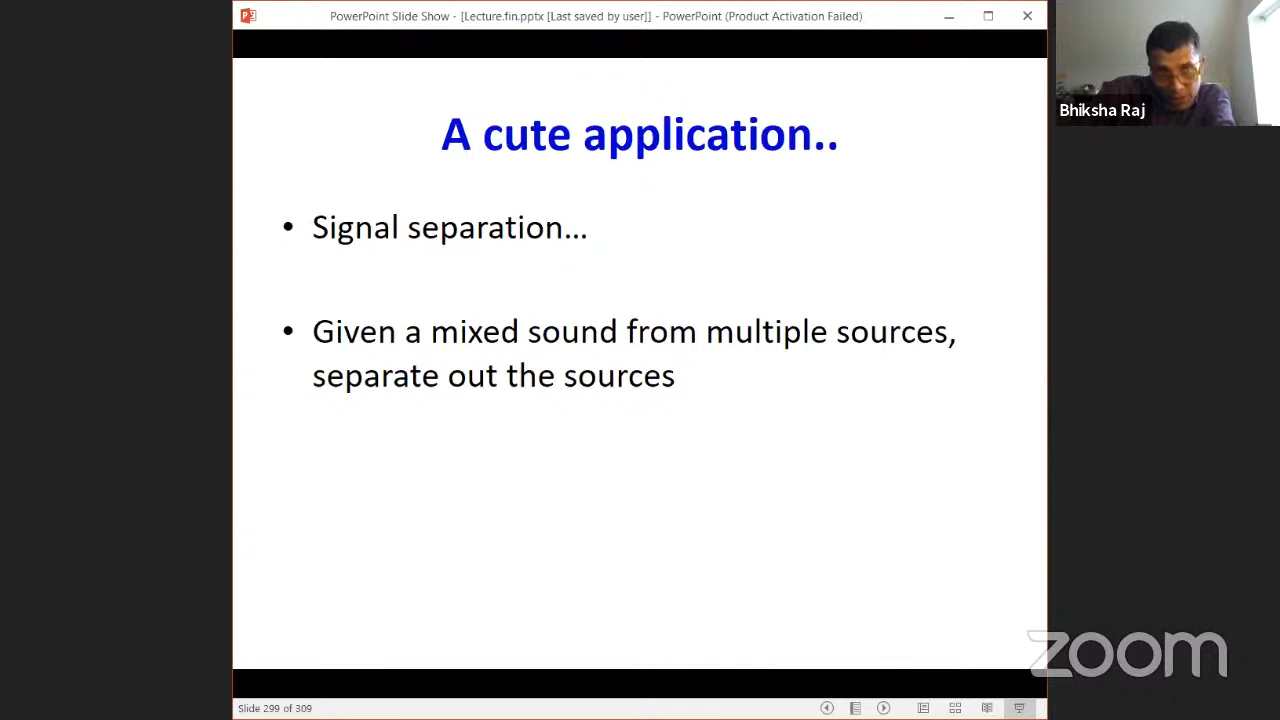 PowerPoint Slide Show - [Lecture.fin.pptx [Last saved by user]] - PowerPoint (Product Activation Failed)
Bhiksha Raj
A cute application..
• Signal separation...
• Given a mixed sound from multiple sources,
separate out the sources
zoom
Slide 299 of 309